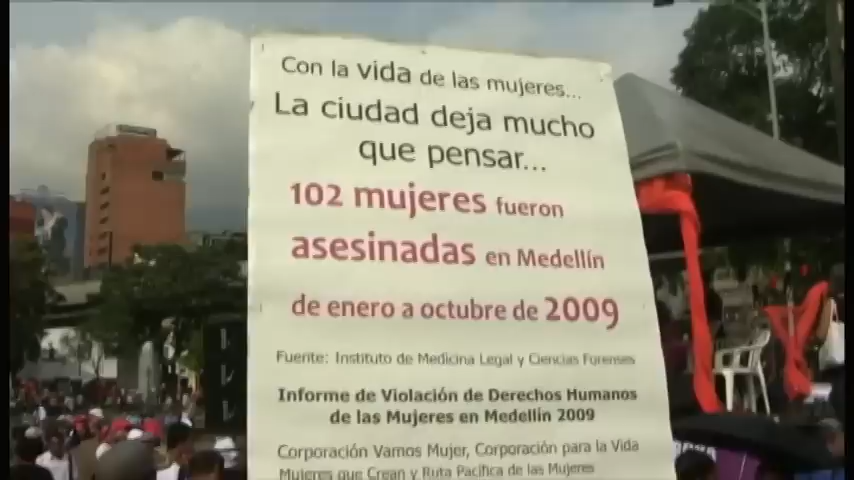 Con la vida de las mujeres...
La ciudad deja mucho
que pensar...
102 mujeres fueron
asesinadas en Medellín
de enero a octubre de 2009
Fuente: Instituto de Medicina Legal y Ciencias Forenses
Informe de Violación de Derechos Humanos
de las Mujeres en Medellín 2009
Corporación Vamos Mujer, Corporación para la Vida
Mujeres que Crean y Ruta Pacífica de las Mujeres